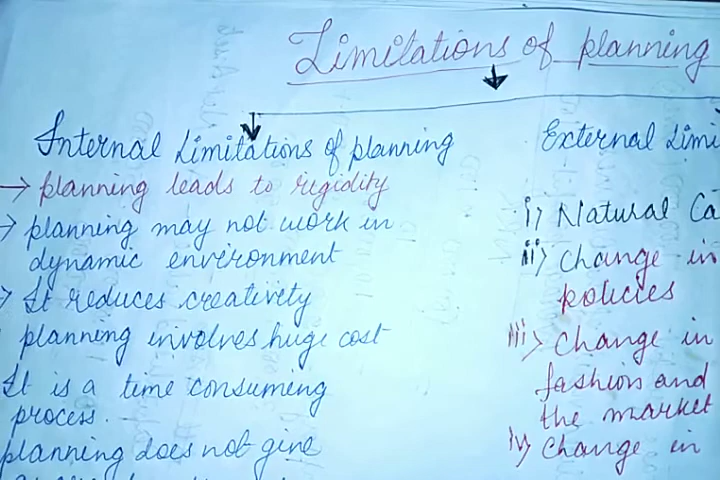 Limitations of planning
Internal Limitations of planning
→ planning leads to rigidity
→ planning may not work in
dynamic environment
→ It reduces creativety
planning involves huge cost
It is a time consuming
process.
planning does not give
External Limi
i) Natural Ca
ii) Change in
policies
iii) Change in
fashion and
the market
iv) Change in